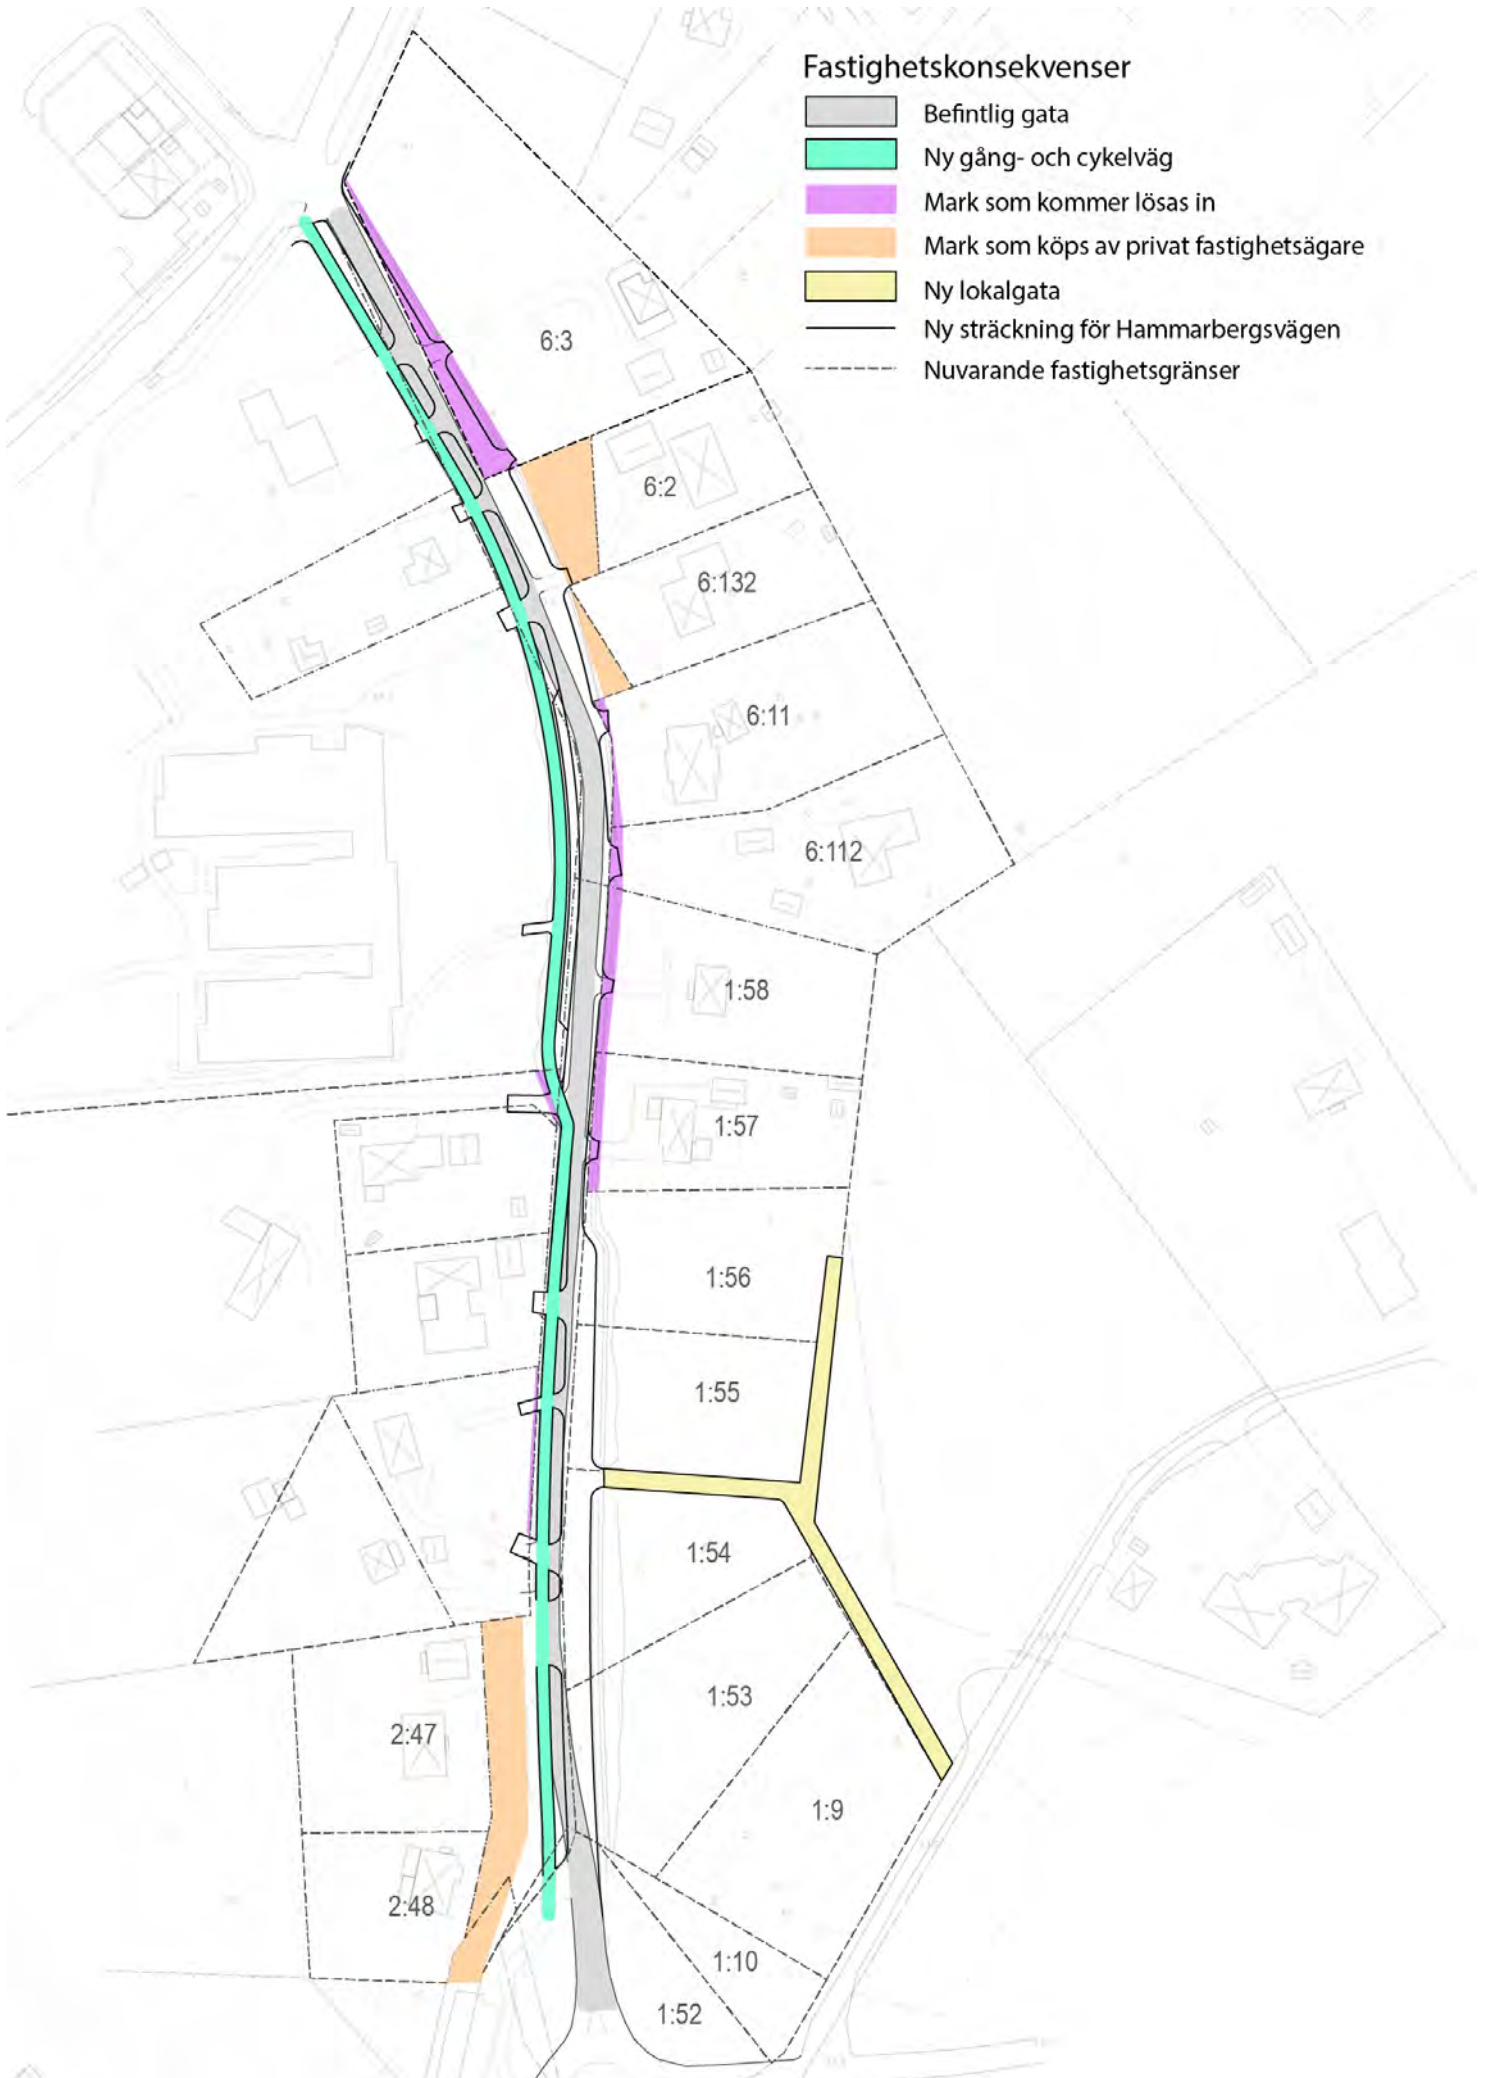 Fastighetskonsekvenser
Befintlig gata
Ny gång- och cykelväg
Mark som kommer lösas in
Mark som köps av privat fastighetsägare
Ny lokalgata
Ny sträckning för Hammarbergsvägen
Nuvarande fastighetsgränser
6:3
6:2
6:132
6:11
6:112
1:58
1:57
1:56
1:55
1:54
1:53
2:47
1:9
2:48
1:10
1:52